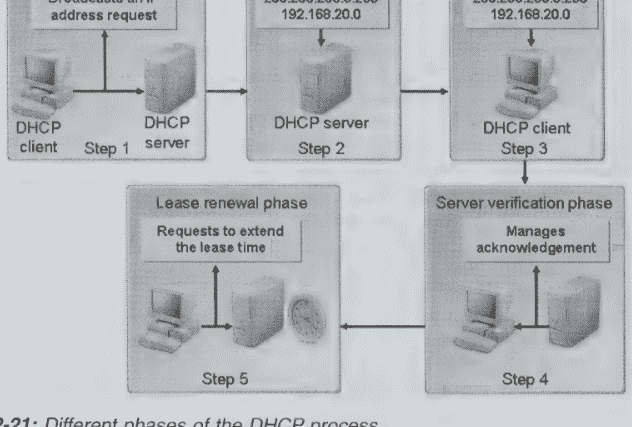 address request
192.168.20.0
192.168.20.0
DHCP
client
Step 1
DHCP
server
DHCP server
Step 2
DHCP client
Step 3
Lease renewal phase
Requests to extend
the lease time
Step 5
Server verification phase
Manages
acknowledgement
Step 4
2-21: Different phases of the DHCP process